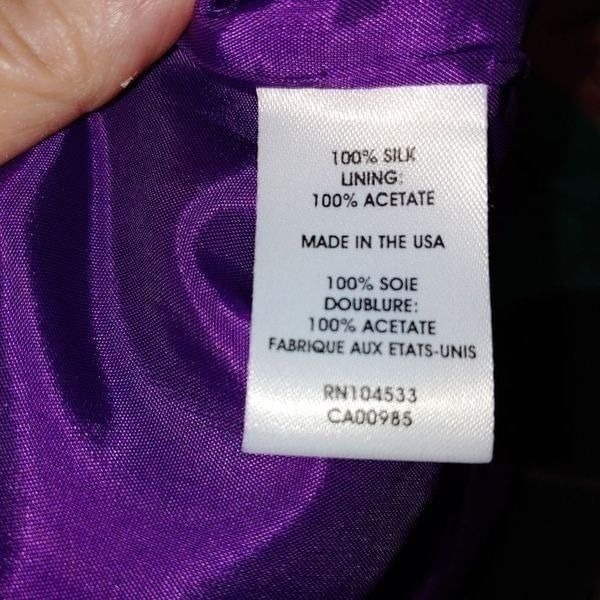 100% SILK
LINING:
100% ACETATE
MADE IN THE USA
100% SOIE
DOUBLURE:
100% ACETATE
FABRIQUE AUX ETATS-UNIS
RN104533
CA00985